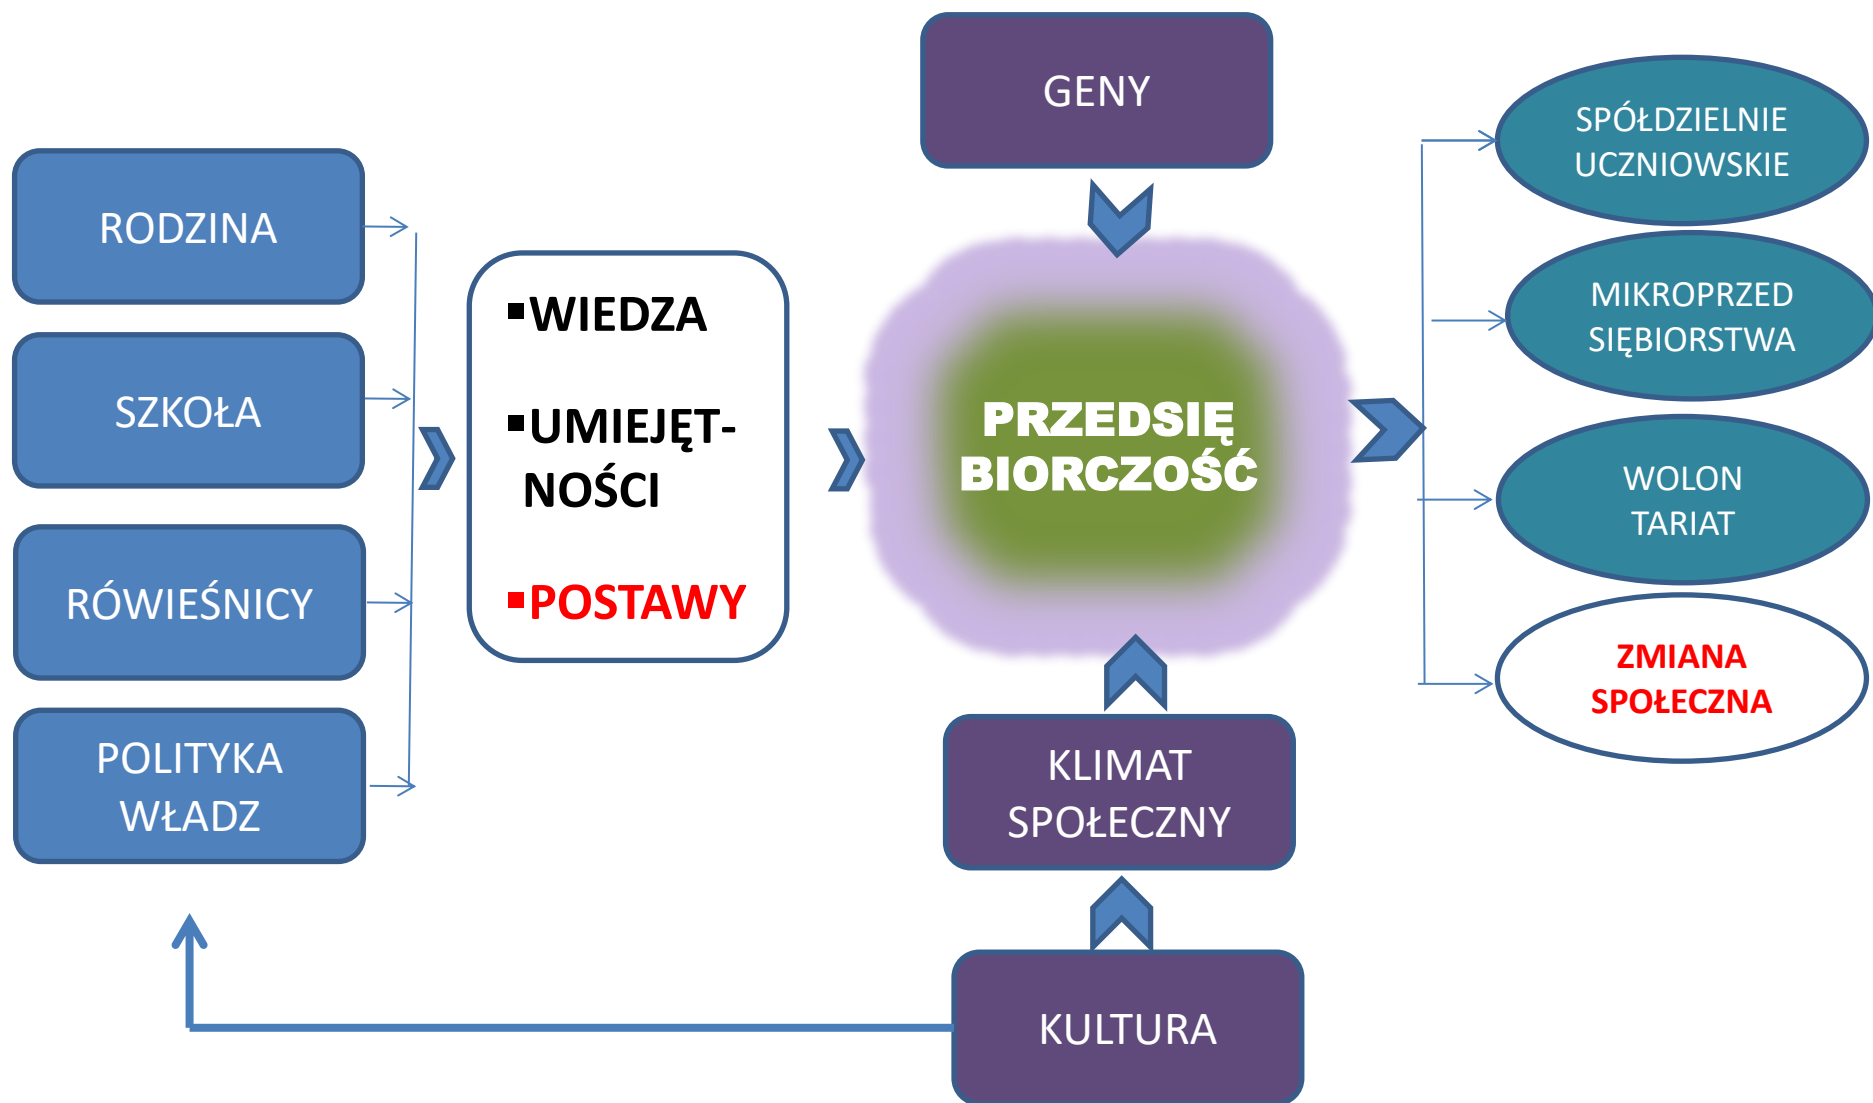 RODZINA
SZKOŁA
RÓWIEŚNICY
POLITYKA
WŁADZ
▪WIEDZA
▪UMIEJĘT-
NOŚCI
▪POSTAWY
GENY
PRZEDSIĘ
BIORCZOŚĆ
KLIMAT
SPOŁECZNY
KULTURA
SPÓŁDZIELNIE
UCZNIOWSKIE
MIKROPRZED
SIĘBIORSTWA
WOLON
TARIAT
ZMIANA
SPOŁECZNA